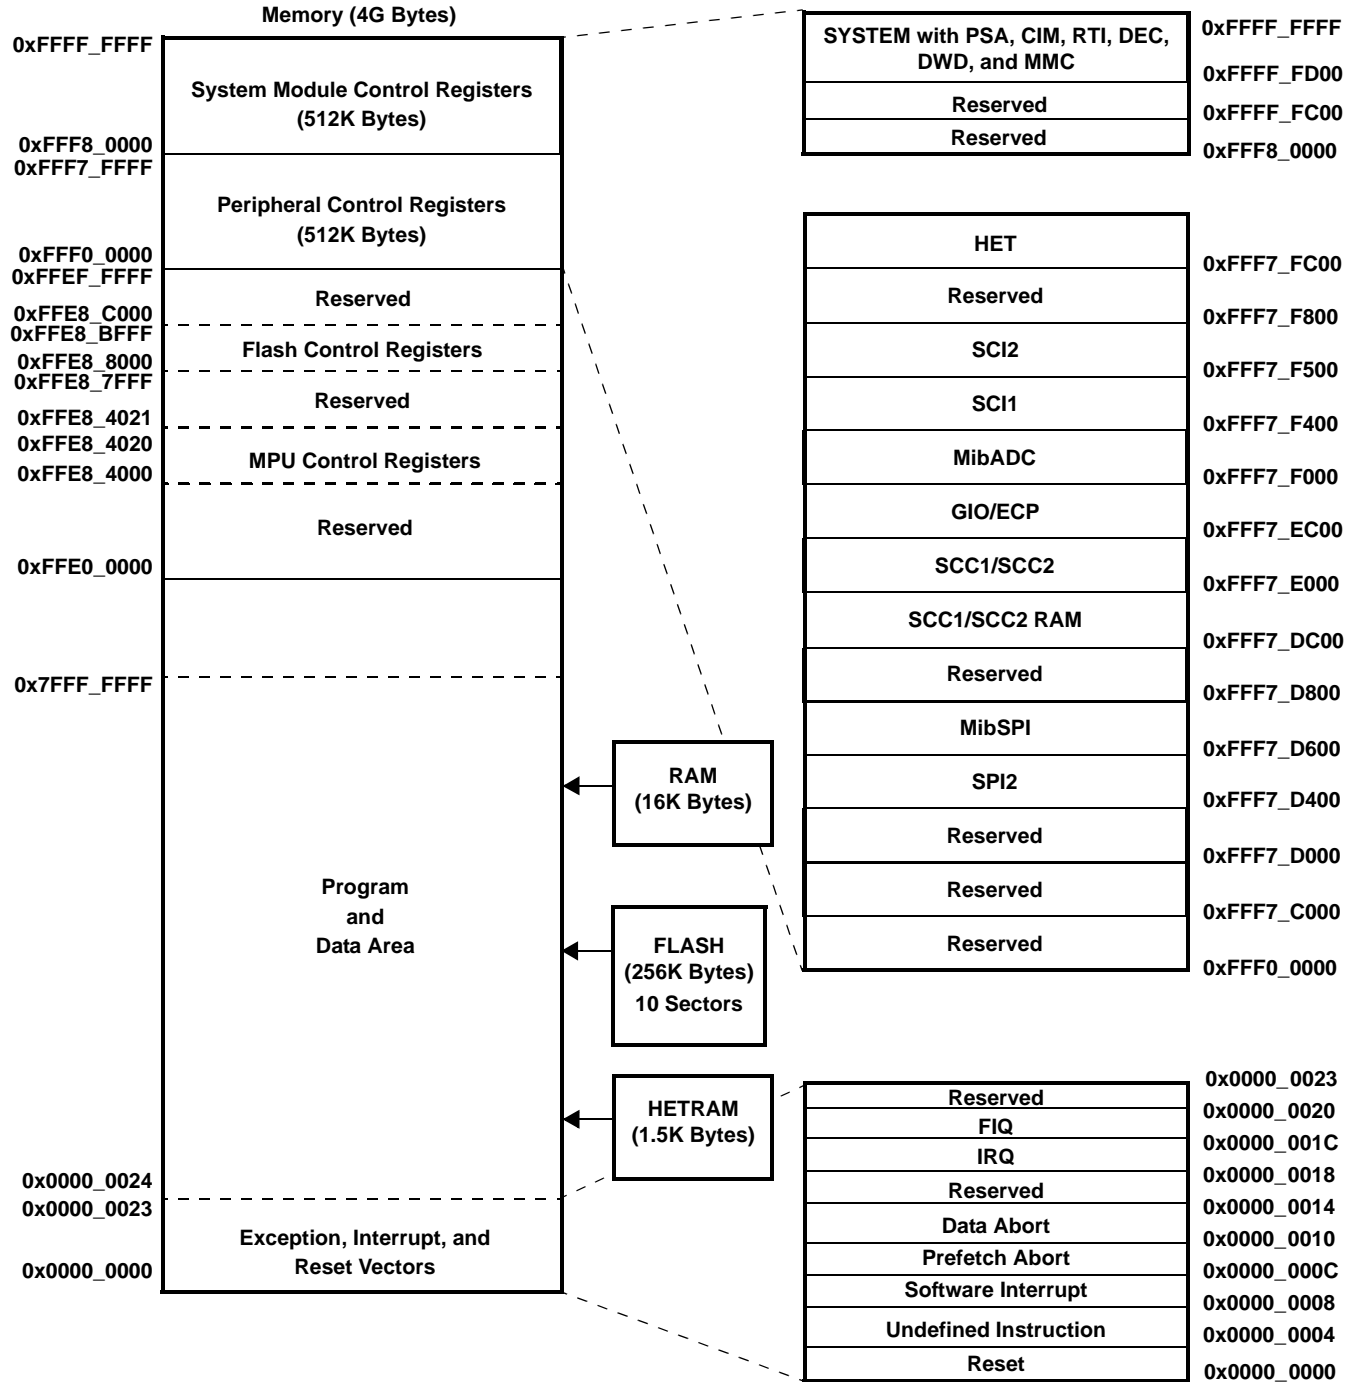 Memory (4G Bytes)
0xFFFF_FFFF
System Module Control Registers
(512K Bytes)
0xFFF8_0000
0xFFF7_FFFF
Peripheral Control Registers
(512K Bytes)
0xFFF0_0000
0xFFEF_FFFF
Reserved
0xFFE8_C000
0xFFE8_BFFF
Flash Control Registers
0xFFE8_8000
0xFFE8_7FFF
Reserved
0xFFE8_4021
0xFFE8_4020
MPU Control Registers
0xFFE8_4000
Reserved
0xFFE0_0000
0x7FFF_FFFF
Program
and
Data Area
0x0000_0024
0x0000_0023
Exception, Interrupt, and
Reset Vectors
0x0000_0000
RAM
(16K Bytes)
FLASH
(256K Bytes)
10 Sectors
HETRAM
(1.5K Bytes)
SYSTEM with PSA, CIM, RTI, DEC,
DWD, and MMC
0xFFFF_FFFF
0xFFFF_FD00
Reserved
0xFFFF_FC00
Reserved
0xFFF8_0000
HET
0xFFF7_FC00
Reserved
0xFFF7_F800
SCI2
0xFFF7_F500
SCI1
0xFFF7_F400
MibADC
0xFFF7_F000
GIO/ECP
0xFFF7_EC00
SCC1/SCC2
0xFFF7_E000
SCC1/SCC2 RAM
0xFFF7_DC00
Reserved
0xFFF7_D800
MibSPI
0xFFF7_D600
SPI2
0xFFF7_D400
Reserved
0xFFF7_D000
Reserved
0xFFF7_C000
Reserved
0xFFF0_0000
0x0000_0023
Reserved
0x0000_0020
FIQ
0x0000_001C
IRQ
0x0000_0018
Reserved
0x0000_0014
Data Abort
0x0000_0010
Prefetch Abort
0x0000_000C
Software Interrupt
0x0000_0008
Undefined Instruction
0x0000_0004
Reset
0x0000_0000